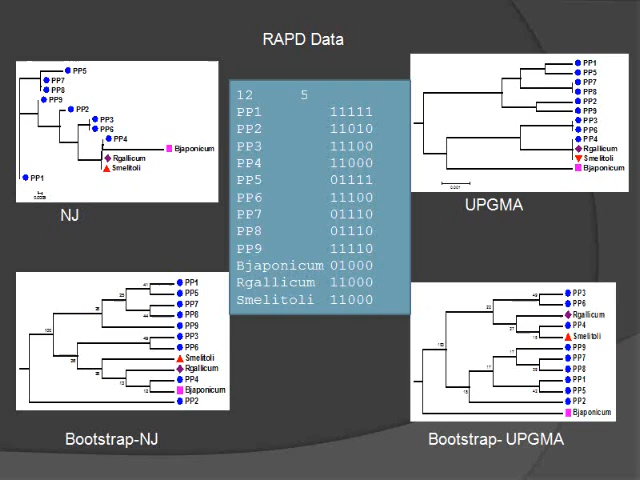 RAPD Data
PP5
PP7
PP8
PP9
PP2
PP3
PP6
PP4
Bjaponicum
Rgallicum
Smelitoli
PP1
NJ
12 5
PP1 11111
PP2 11010
PP3 11100
PP4 11000
PP5 01111
PP6 11100
PP7 01110
PP8 01110
PP9 11110
Bjaponicum 01000
Rgallicum 11000
Smelitoli 11000
PP1
PP5
PP7
PP8
PP2
PP9
PP3
PP6
PP4
Rgallicum
Smelitoli
Bjaponicum
UPGMA
PP1
PP5
PP7
PP8
PP9
PP3
PP6
Smelitoli
Rgallicum
PP4
Bjaponicum
PP2
Bootstrap-NJ
PP3
PP6
Rgallicum
PP4
Smelitoli
PP9
PP7
PP8
PP1
PP5
PP2
Bjaponicum
Bootstrap- UPGMA